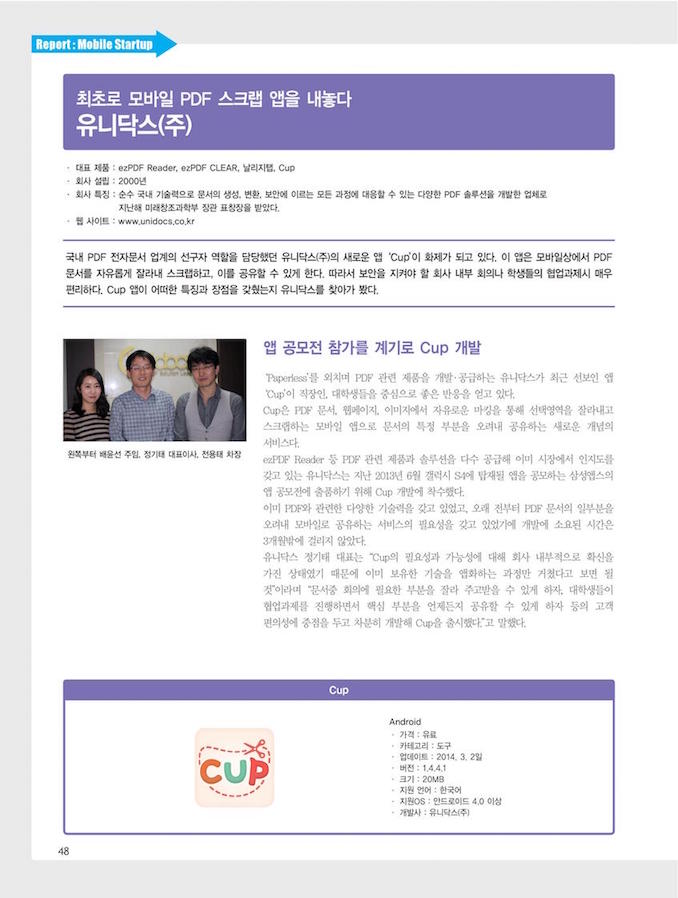 Report : Mobile Startup
최초로 모바일 PDF 스크랩 앱을 내놓다
유니닥스(주)
· 대표 제품 : ezPDF Reader, ezPDF CLEAR, 날리지탭, Cup
· 회사 설립 : 2000년
· 회사 특징 : 순수 국내 기술력으로 문서의 생성, 변환, 보안에 이르는 모든 과정에 대응할 수 있는 다양한 PDF 솔루션을 개발한 업체로
지난해 미래창조과학부 장관 표창장을 받았다.
· 웹 사이트 : www.unidocs.co.kr
국내 PDF 전자문서 업계의 선구자 역할을 담당했던 유니닥스(주)의 새로운 앱 'Cup'이 화제가 되고 있다. 이 앱은 모바일상에서 PDF
문서를 자유롭게 잘라내 스크랩하고, 이를 공유할 수 있게 한다. 따라서 보안을 지켜야 할 회사 내부 회의나 학생들의 협업과제시 매우
편리하다. Cup 앱이 어떠한 특징과 장점을 갖췄는지 유니닥스를 찾아가 봤다.
왼쪽부터 배윤선 주임, 정기태 대표이사, 전용태 차장
앱 공모전 참가를 계기로 Cup 개발
'Paperless'를 외치며 PDF 관련 제품을 개발·공급하는 유니닥스가 최근 선보인 앱
'Cup'이 직장인, 대학생들을 중심으로 좋은 반응을 얻고 있다.
Cup은 PDF 문서, 웹페이지, 이미지에서 자유로운 마킹을 통해 선택영역을 잘라내고
스크랩하는 모바일 앱으로 문서의 특정 부분을 오려내 공유하는 새로운 개념의
서비스다.
ezPDF Reader 등 PDF 관련 제품과 솔루션을 다수 공급해 이미 시장에서 인지도를
갖고 있는 유니닥스는 지난 2013년 6월 갤럭시 S4에 탑재될 앱을 공모하는 삼성앱스의
앱 공모전에 출품하기 위해 Cup 개발에 착수했다.
이미 PDF와 관련한 다양한 기술력을 갖고 있었고, 오래 전부터 PDF 문서의 일부분을
오려내 모바일로 공유하는 서비스의 필요성을 갖고 있었기에 개발에 소요된 시간은
3개월밖에 걸리지 않았다.
유니닥스 정기태 대표는 "Cup의 필요성과 가능성에 대해 회사 내부적으로 확신을
가진 상태였기 때문에 이미 보유한 기술을 앱화하는 과정만 거쳤다고 보면 될
것"이라며 "문서중 회의에 필요한 부분을 잘라 주고받을 수 있게 하자, 대학생들이
협업과제를 진행하면서 핵심 부분을 언제든지 공유할 수 있게 하자 등의 고객
편의성에 중점을 두고 차분히 개발해 Cup을 출시했다."고 말했다.
Cup
CUP
Android
· 가격 : 유료
· 카테고리 : 도구
· 업데이트 : 2014. 3. 2일
· 버전 : 1.4.4.1
· 크기 : 20MB
· 지원 언어 : 한국어
· 지원OS : 안드로이드 4.0 이상
· 개발사 : 유니닥스(주)
48